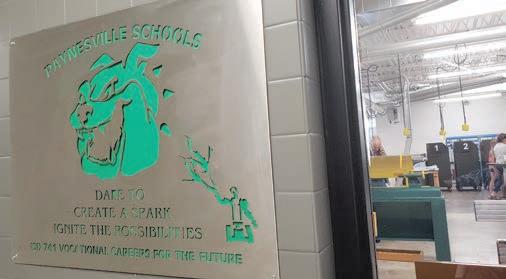 PAYNESVILLE SCHOOLS
DARE TO
CREATE A SPARK
IGNITE THE POSSIBILITIES
ISD 741 VOCATIONAL CAREERS FOR THE FUTURE
1 2